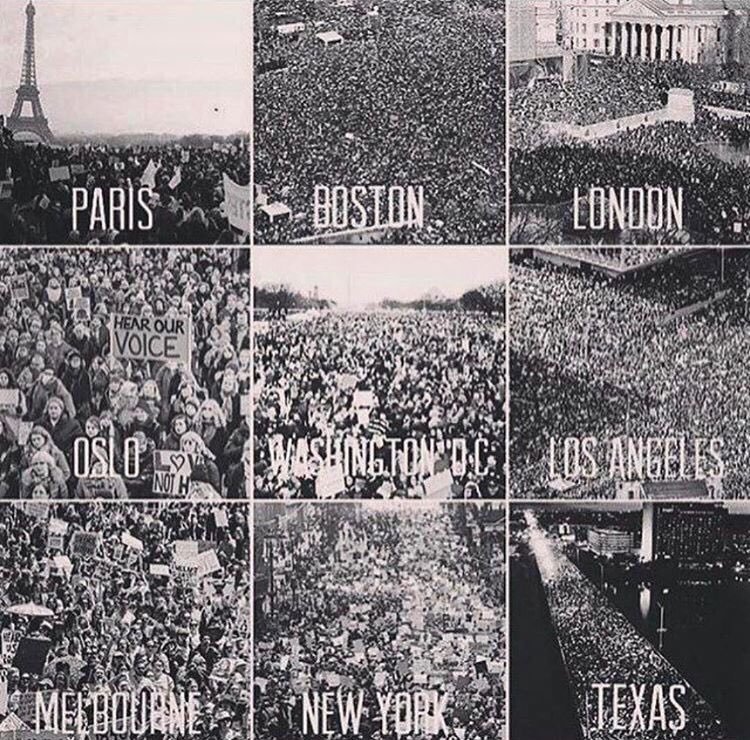 PARIS
BOSTON
LONDON
HEAR OUR
VOICE
OSLO
NOT H
WASHINGTON D.C.
LOS ANGELES
MELBOURNE
NEW YORK
TEXAS